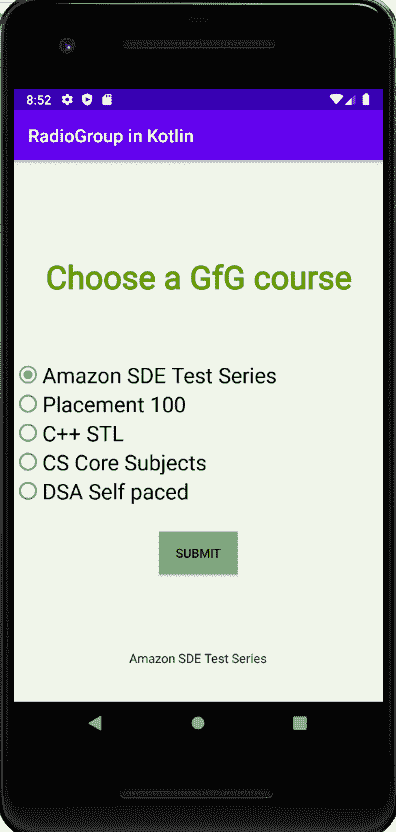 8:52
RadioGroup in Kotlin
Choose a GfG course
Amazon SDE Test Series
Placement 100
C++ STL
CS Core Subjects
DSA Self paced
SUBMIT
Amazon SDE Test Series